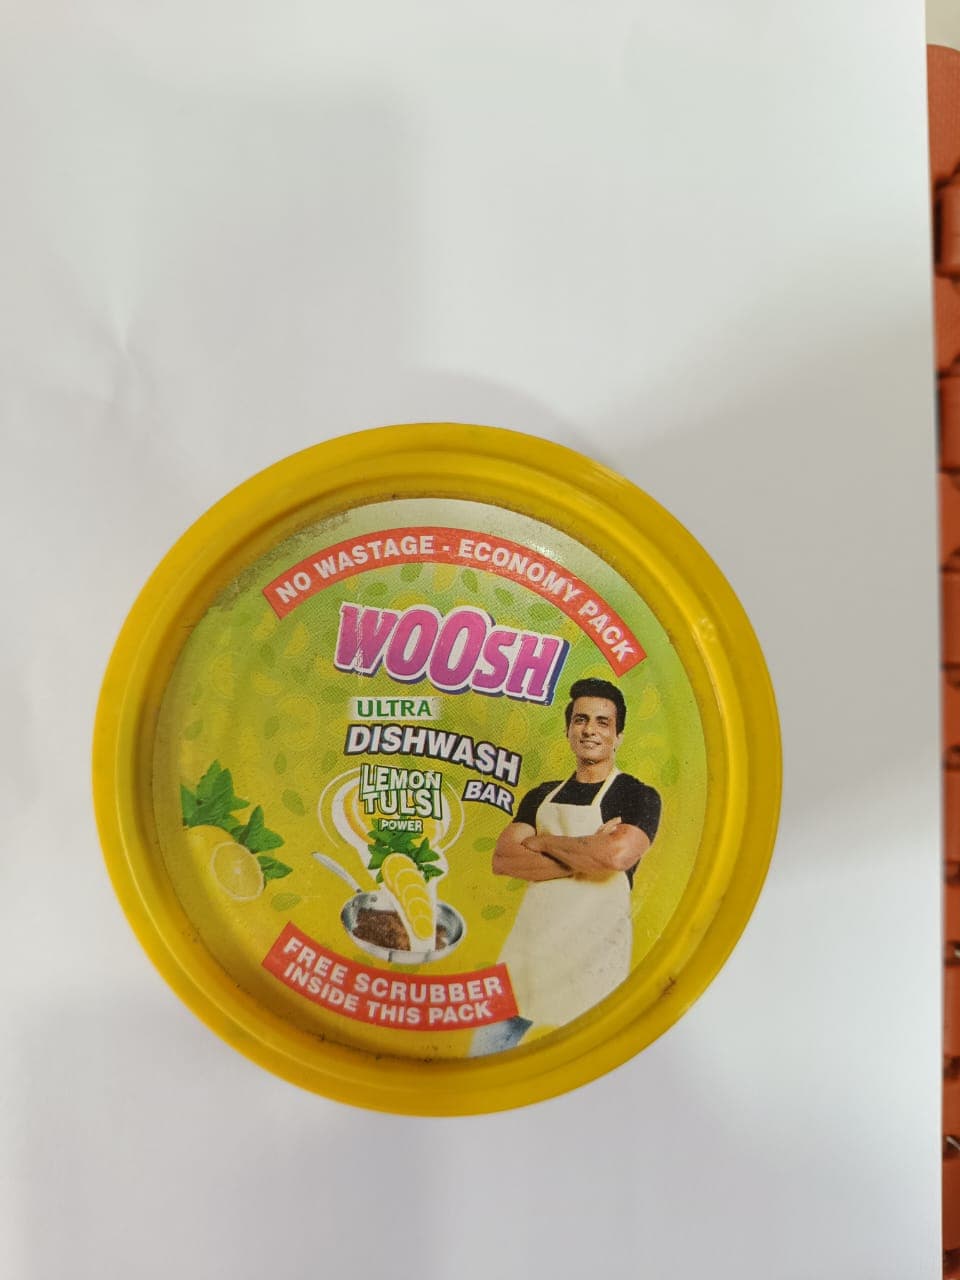 NO WASTAGE - ECONOMY PACK
WOOSH
ULTRA
DISHWASH
BAR
LEMON
TULSI
POWER
FREE SCRUBBER
INSIDE THIS PACK